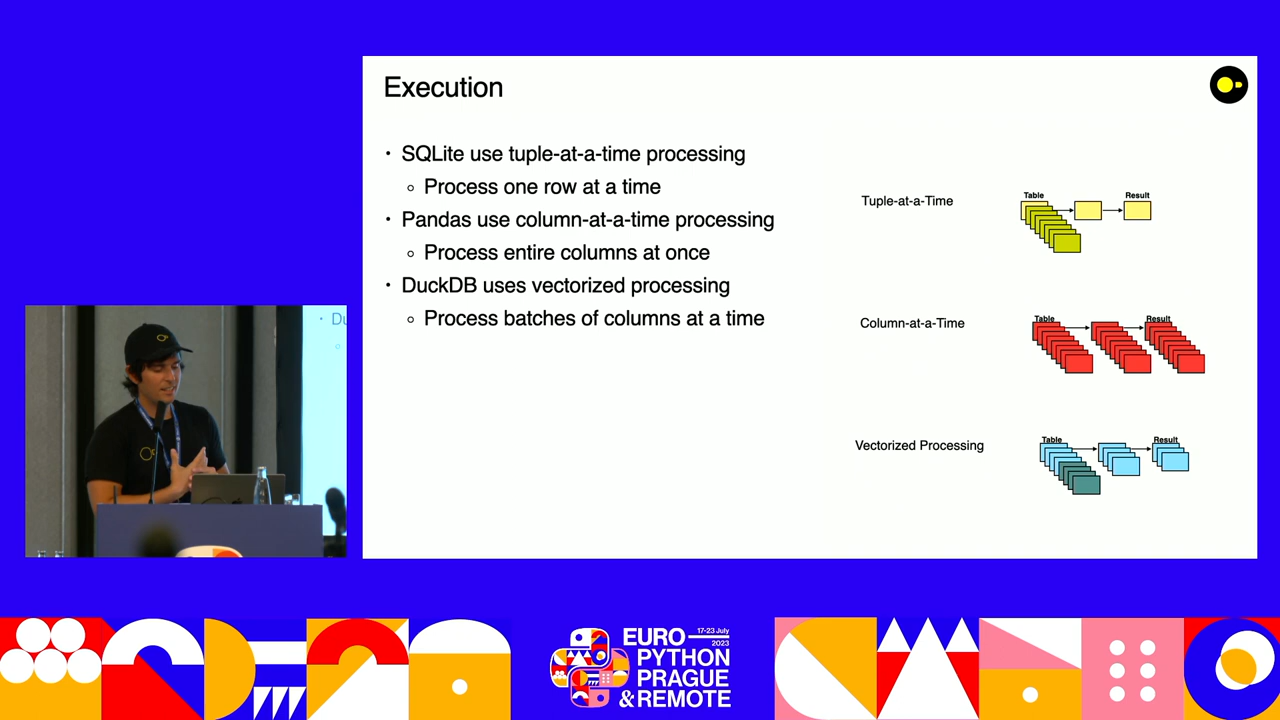 Execution
• SQLite use tuple-at-a-time processing
◦ Process one row at a time
• Pandas use column-at-a-time processing
◦ Process entire columns at once
• DuckDB uses vectorized processing
◦ Process batches of columns at a time
Tuple-at-a-Time
Table
Result
Column-at-a-Time
Table
Result
Vectorized Processing
Table
Result
• Du
EURO
17-23 July
2023
PYTHON
PRAGUE
& REMOTE